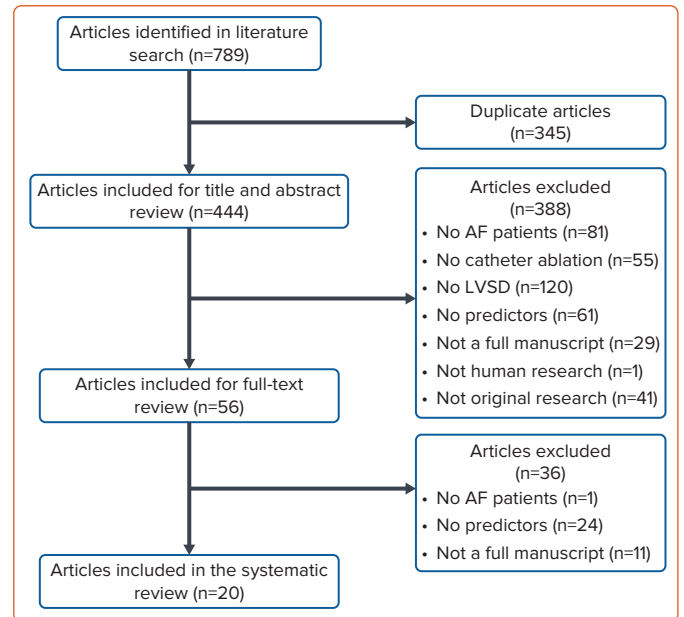 Articles identified in literature
search (n=789)
Duplicate articles
(n=345)
Articles included for title and abstract
review (n=444)
Articles excluded
(n=388)
• No AF patients (n=81)
• No catheter ablation (n=55)
• No LVSD (n=120)
• No predictors (n=61)
• Not a full manuscript (n=29)
• Not human research (n=1)
• Not original research (n=41)
Articles included for full-text
review (n=56)
Articles excluded
(n=36)
• No AF patients (n=1)
• No predictors (n=24)
• Not a full manuscript (n=11)
Articles included in the systematic
review (n=20)